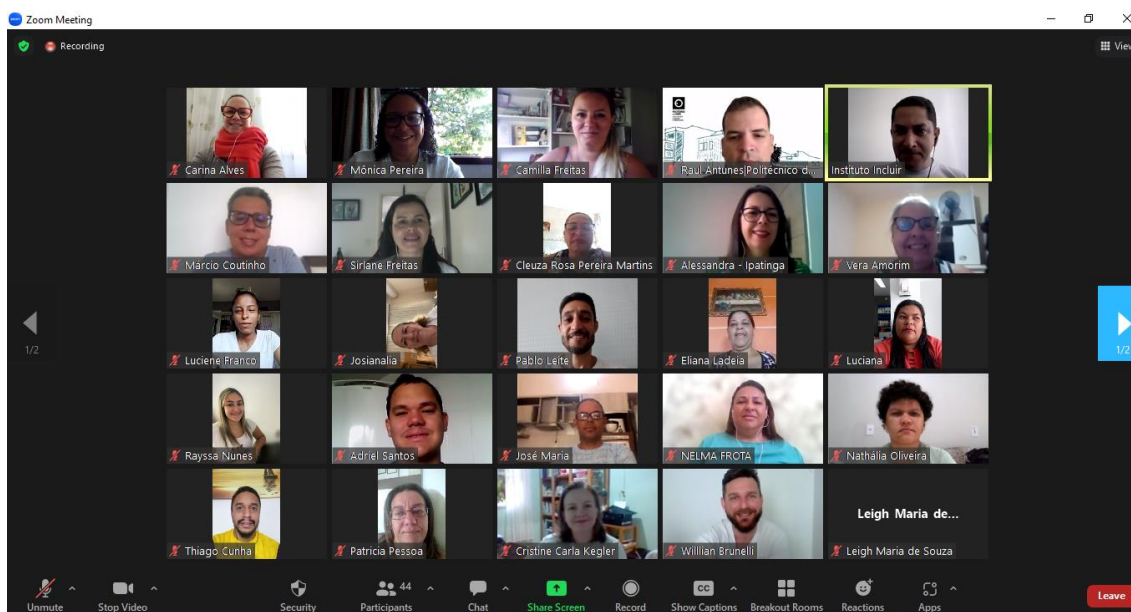 Zoom Meeting
Recording
View
Carina Alves
Mônica Pereira
Camilla Freitas
Raul Antunes|Politécnico d...
Instituto Incluir
Márcio Coutinho
Sirlane Freitas
Cleuza Rosa Pereira Martins
Alessandra - Ipatinga
Vera Amorim
1/2
Luciene Franco
Josianalia
Pablo Leite
Eliana Ladeia
Luciana
1/2
Rayssa Nunes
Adriel Santos
José Maria
NELMA FROTA
Nathália Oliveira
Leigh Maria de...
Thiago Cunha
Patricia Pessoa
Cristine Carla Kegler
Willlian Brunelli
Leigh Maria de Souza
44
CC
Unmute
Stop Video
Security
Participants
Chat
Share Screen
Record
Show Captions
Breakout Rooms
Reactions
Apps
Leave